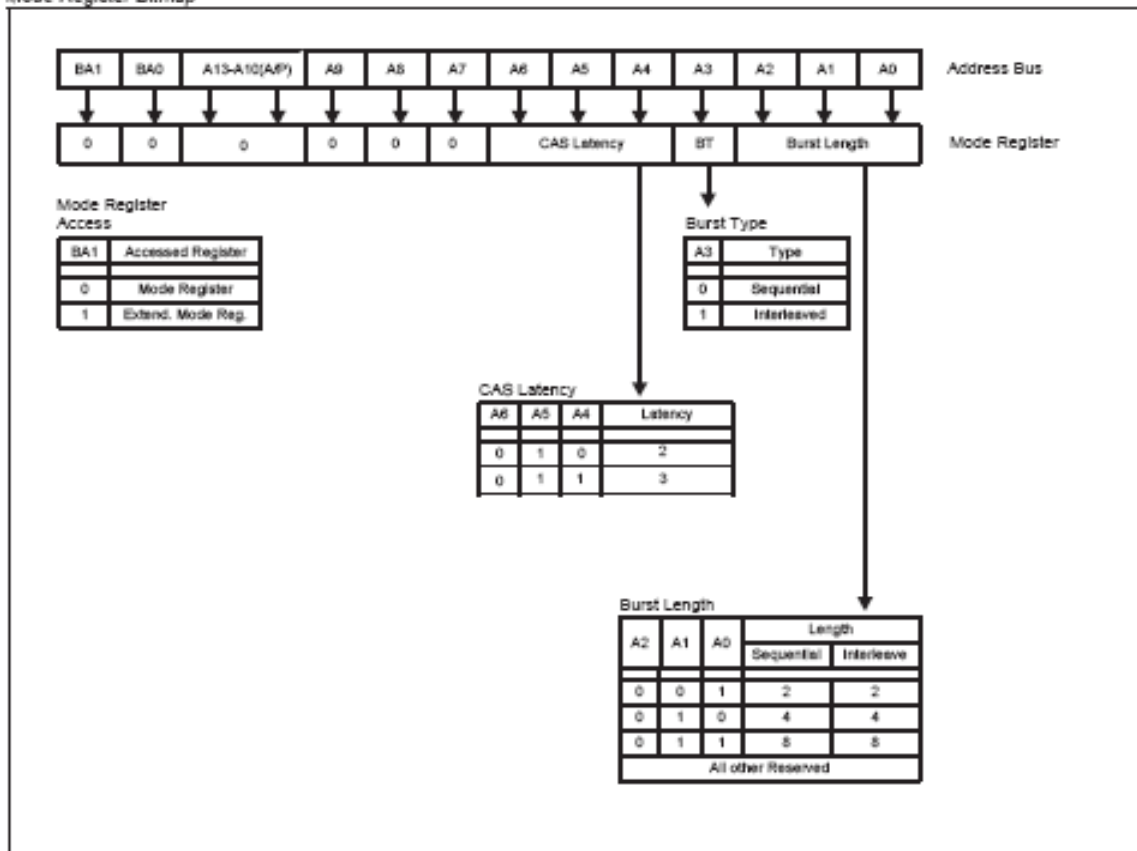 Mode Register Bitmap
BA1 BA0 A13-A10(A/P) A9 A8 A7 A6 A5 A4 A3 A2 A1 A0 Address Bus
0 0 0 0 0 0 CAS Latency BT Burst Length Mode Register
Mode Register
Access
BA1 Accessed Register
0 Mode Register
1 Extend. Mode Reg.
Burst Type
A3 Type
0 Sequential
1 Interleaved
CAS Latency
A6 A5 A4 Latency
0 1 0 2
0 1 1 3
Burst Length
A2 A1 A0 Length
Sequential Interleave
0 0 1 2 2
0 1 0 4 4
0 1 1 8 8
All other Reserved